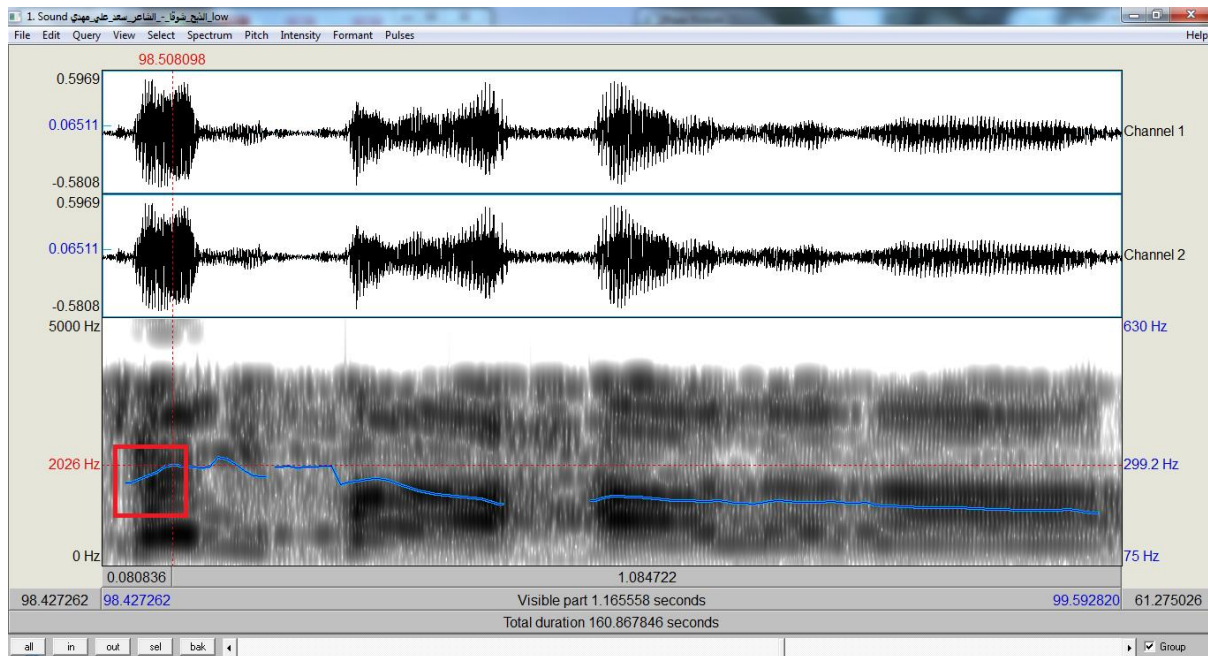 1. Sound الشيخ_شوقًا_-_الشاعر_سعد_علي_مهدي_low
File Edit Query View Select Spectrum Pitch Intensity Formant Pulses Help
98.508098
0.5969
0.06511
-0.5808
Channel 1
0.5969
0.06511
-0.5808
Channel 2
5000 Hz
630 Hz
2026 Hz
299.2 Hz
0 Hz
75 Hz
0.080836 1.084722
98.427262 98.427262 Visible part 1.165558 seconds 99.592820 61.275026
Total duration 160.867846 seconds
all in out sel bak Group